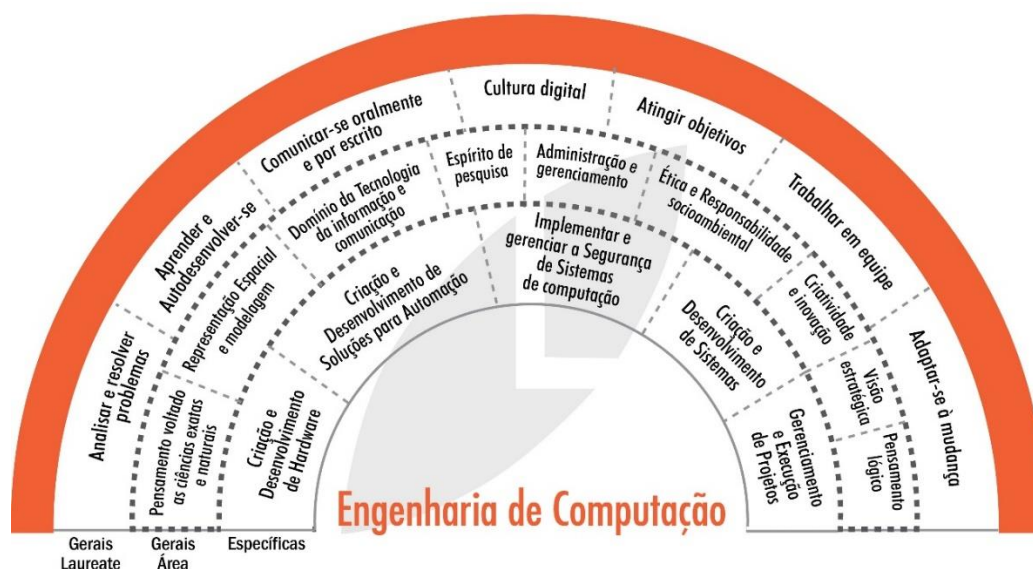 Analisar e resolver
problemas
Aprender e
Autodesenvolver-se
Comunicar-se oralmente
e por escrito
Cultura digital
Atingir objetivos
Trabalhar em equipe
Adaptar-se à mudança
Pensamento voltado
as ciências exatas
e naturais
Representação Espacial
e modelagem
Dominio da Tecnologia
da informação e
comunicação
Espírito de
pesquisa
Administração e
gerenciamento
Ética e Responsabilidade
socioambiental
Criatividade
e inovação
Visão
estratégica
Pensamento
lógico
Criação e
Desenvolvimento
de Hardware
Criação e
Desenvolvimento de
Soluções para Automação
Implementar e
gerenciar a Segurança
de Sistemas
de computação
Criação e
Desenvolvimento
de Sistemas
Gerenciamento
e Execução
de Projetos
Engenharia de Computação
Gerais
Laureate
Gerais
Área
Específicas